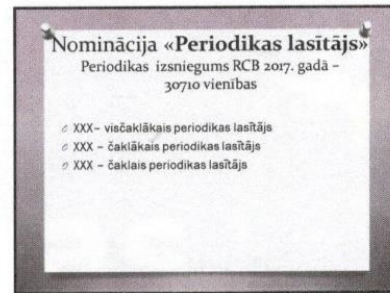 Nominācija «Periodikas lasītājs»
Periodikas izsniegums RCB 2017. gadā –
30710 vienības
XXX – visčaklākais periodikas lasītājs
XXX – čaklākais periodikas lasītājs
XXX – čaklais periodikas lasītājs